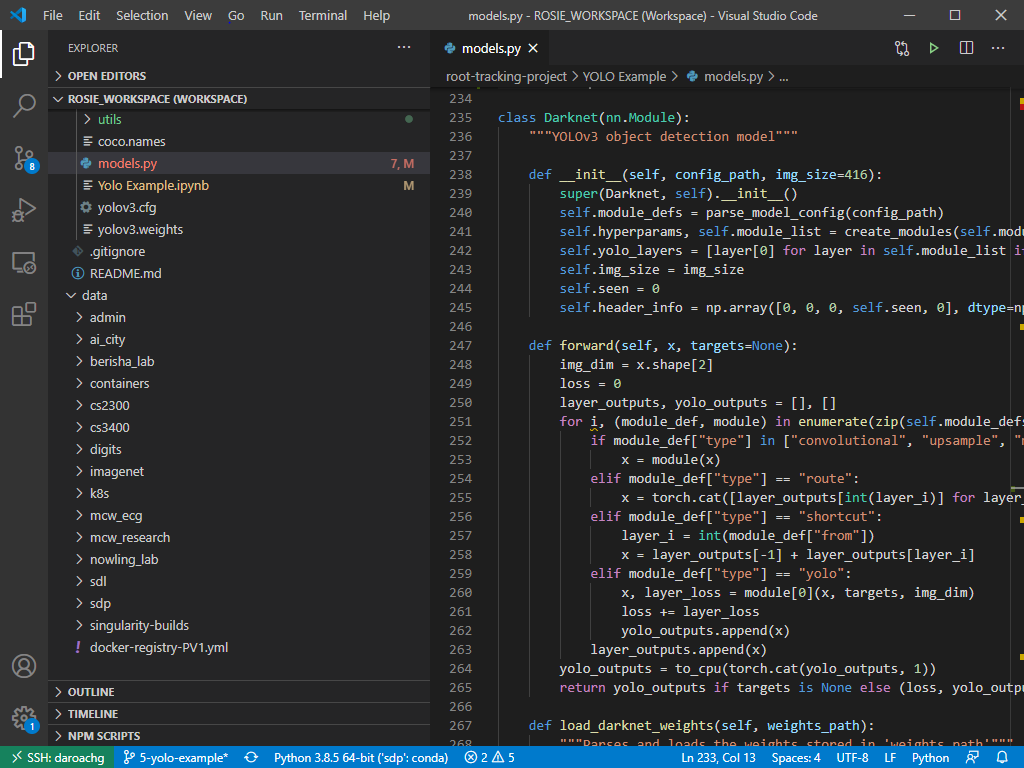 File Edit Selection View Go Run Terminal Help models.py - ROSIE_WORKSPACE (Workspace) - Visual Studio Code
EXPLORER
OPEN EDITORS
ROSIE_WORKSPACE (WORKSPACE)
utils
coco.names
models.py 7, M
Yolo Example.ipynb M
yolov3.cfg
yolov3.weights
.gitignore
README.md
data
admin
ai_city
berisha_lab
containers
cs2300
cs3400
digits
imagenet
k8s
mcw_ecg
mcw_research
nowling_lab
sdl
sdp
singularity-builds
docker-registry-PV1.yml
OUTLINE
TIMELINE
NPM SCRIPTS
8
1
models.py
root-tracking-project > YOLO Example > models.py > ...
234
235 class Darknet(nn.Module):
236 """YOLOv3 object detection model"""
237
238 def __init__(self, config_path, img_size=416):
239 super(Darknet, self).__init__()
240 self.module_defs = parse_model_config(config_path)
241 self.hyperparams, self.module_list = create_modules(self.modu
242 self.yolo_layers = [layer[0] for layer in self.module_list i
243 self.img_size = img_size
244 self.seen = 0
245 self.header_info = np.array([0, 0, 0, self.seen, 0], dtype=np
246
247 def forward(self, x, targets=None):
248 img_dim = x.shape[2]
249 loss = 0
250 layer_outputs, yolo_outputs = [], []
251 for i, (module_def, module) in enumerate(zip(self.module_defs
252 if module_def["type"] in ["convolutional", "upsample", "
253 x = module(x)
254 elif module_def["type"] == "route":
255 x = torch.cat([layer_outputs[int(layer_i)] for layer_
256 elif module_def["type"] == "shortcut":
257 layer_i = int(module_def["from"])
258 x = layer_outputs[-1] + layer_outputs[layer_i]
259 elif module_def["type"] == "yolo":
260 x, layer_loss = module[0](x, targets, img_dim)
261 loss += layer_loss
262 yolo_outputs.append(x)
263 layer_outputs.append(x)
264 yolo_outputs = to_cpu(torch.cat(yolo_outputs, 1))
265 return yolo_outputs if targets is None else (loss, yolo_outpu
266
267 def load_darknet_weights(self, weights_path):
268 """Parses and loads the weights stored in 'weights_path'"""
SSH: daroachg 5-yolo-example* Python 3.8.5 64-bit ('sdp': conda) 2 5 Ln 233, Col 13 Spaces: 4 UTF-8 LF Python